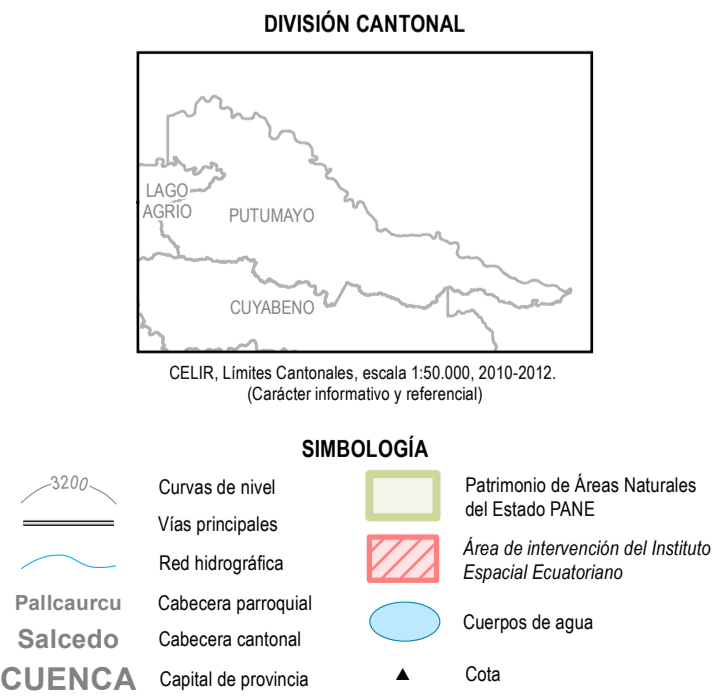 DIVISIÓN CANTONAL
LAGO
AGRIO
PUTUMAYO
CUYABENO
CELIR, Límites Cantonales, escala 1:50.000, 2010-2012.
(Carácter informativo y referencial)
SIMBOLOGÍA
3200
Curvas de nivel
Vías principales
Red hidrográfica
Pallcaurcu
Cabecera parroquial
Salcedo
Cabecera cantonal
CUENCA
Capital de provincia
Patrimonio de Áreas Naturales
del Estado PANE
Área de intervención del Instituto
Espacial Ecuatoriano
Cuerpos de agua
Cota